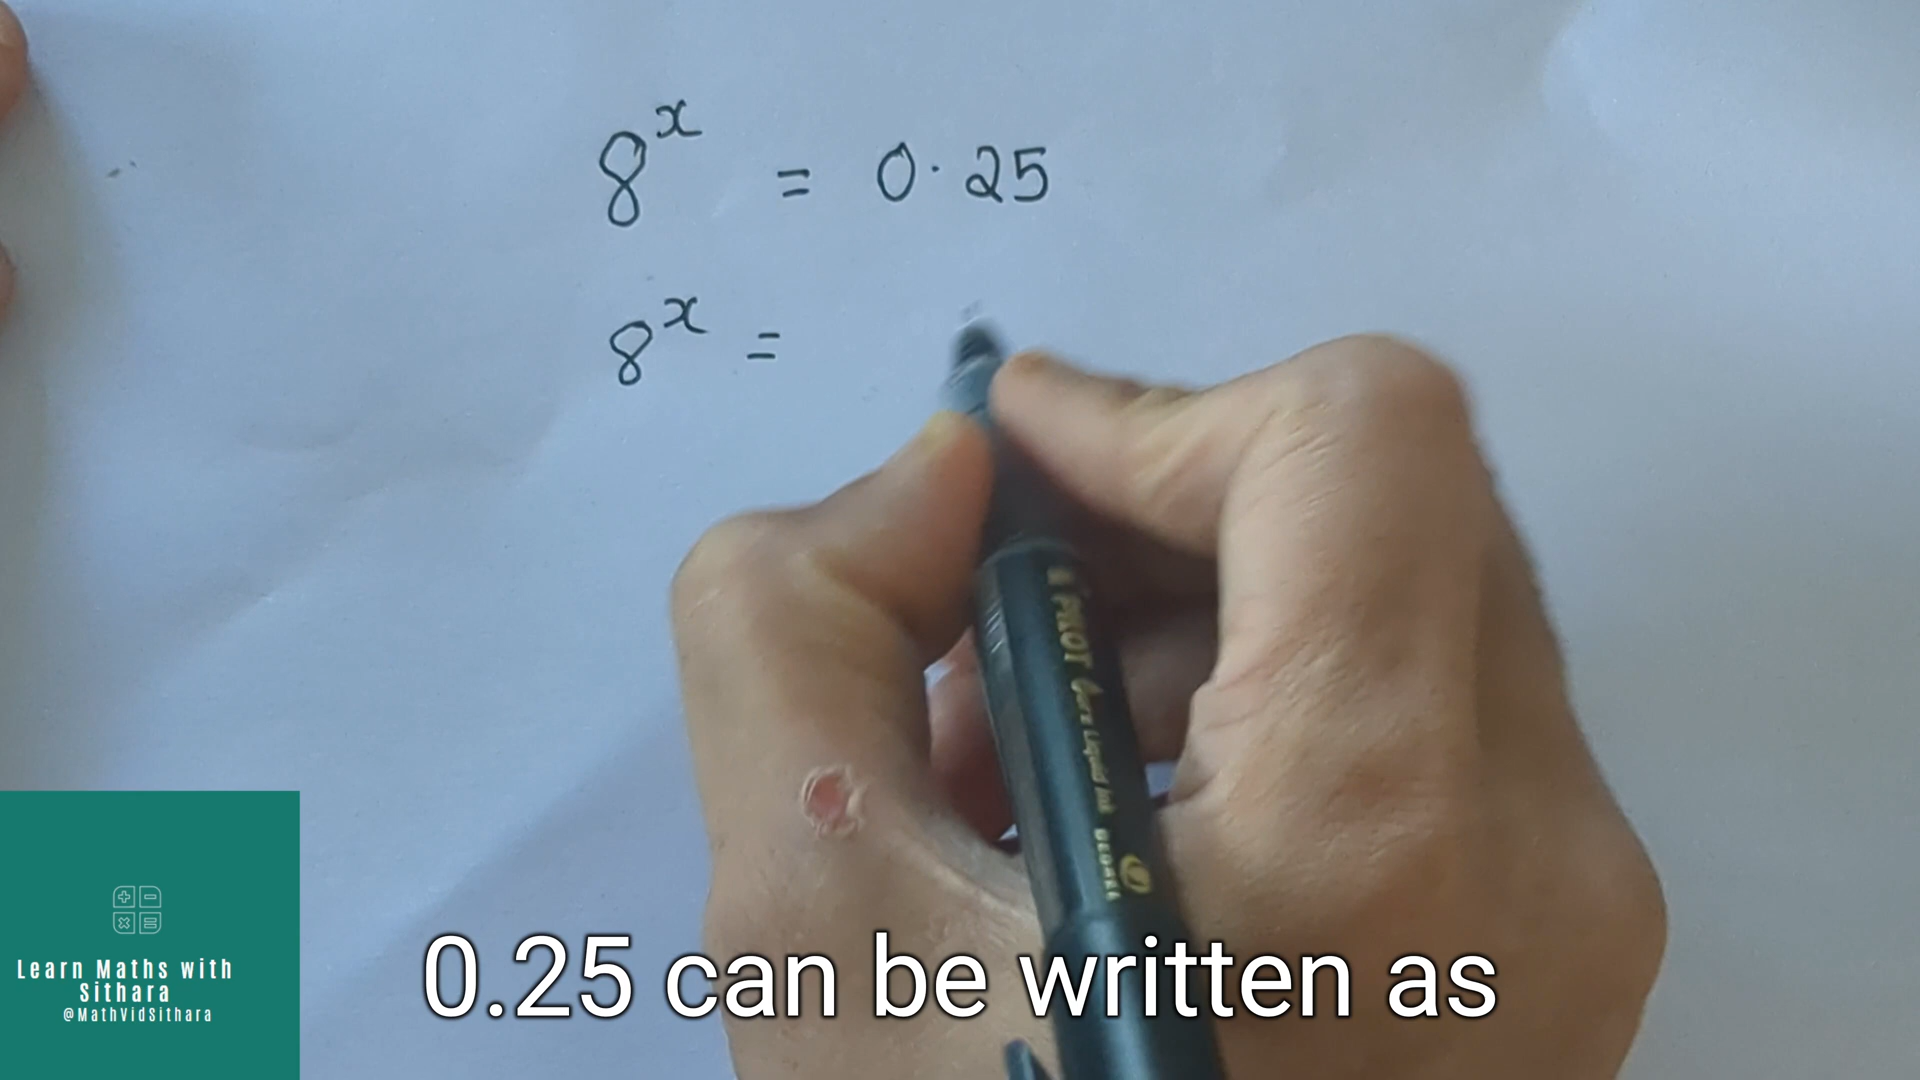 8^x = 0.25
8^x =
PILOT
Learn Maths with
Sithara
@MathVidSithara
0.25 can be written as